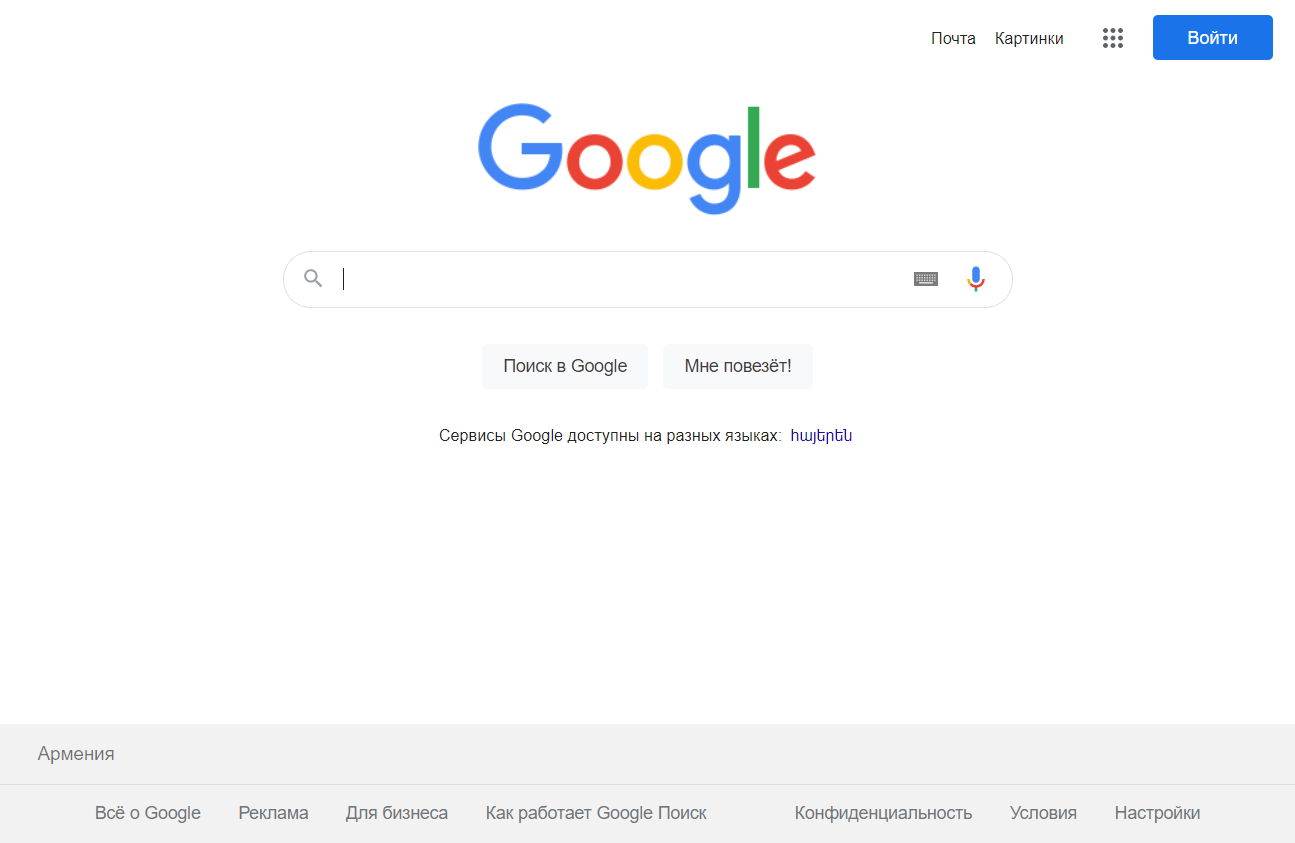 Почта Картинки Войти
Google
Поиск в Google Мне повезёт!
Сервисы Google доступны на разных языках: հայերեն
Армения
Всё о Google Реклама Для бизнеса Как работает Google Поиск Конфиденциальность Условия Настройки